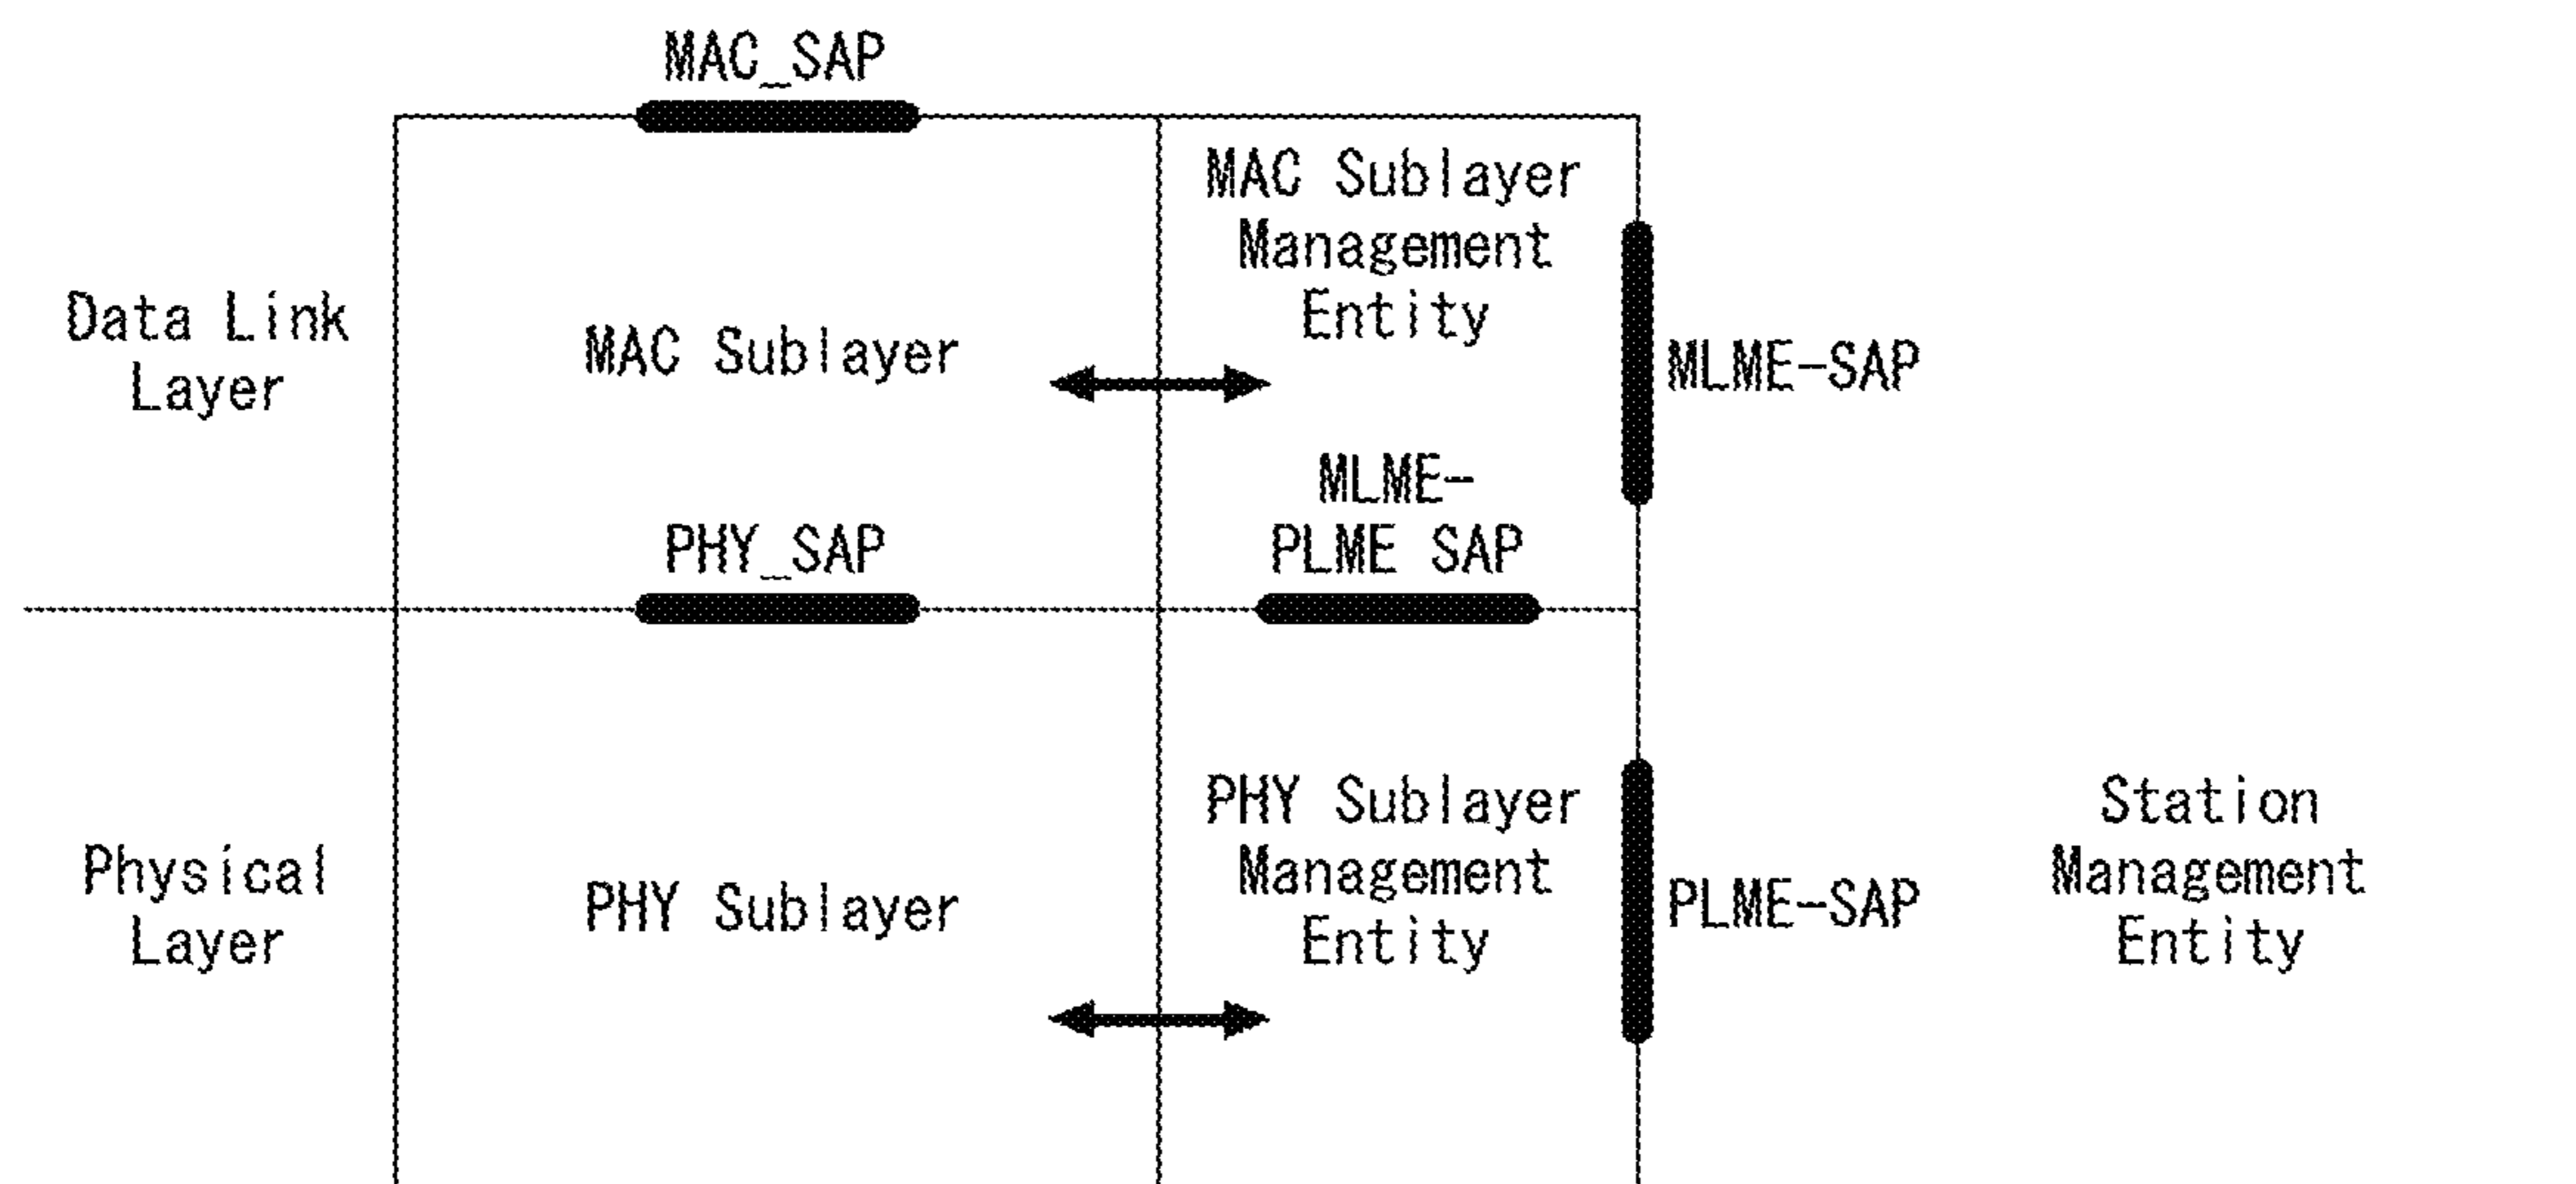 MAC_SAP
MAC Sublayer
Management
Entity
Data Link
Layer
MAC Sublayer
MLME-SAP
MLME-
PLME SAP
PHY_SAP
Physical
Layer
PHY Sublayer
PHY Sublayer
Management
Entity
PLME-SAP
Station
Management
Entity